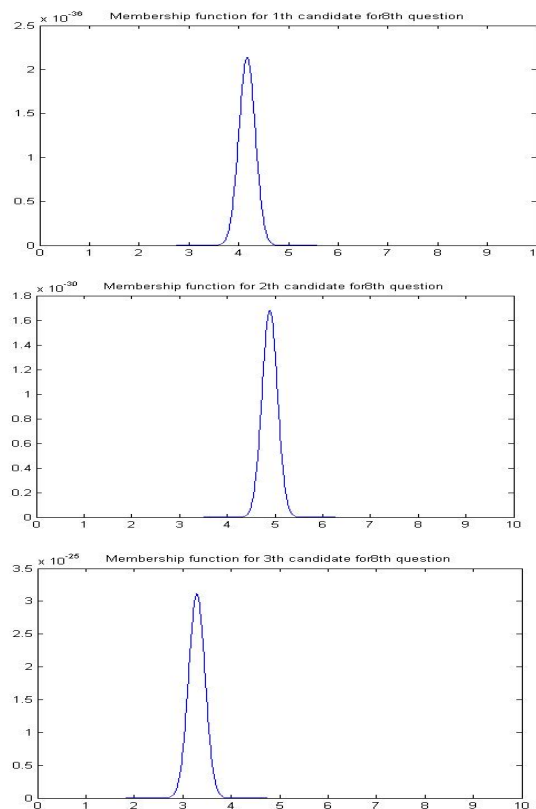 x 10^-36
Membership function for 1th candidate for8th question
2.5
2
1.5
1
0.5
0
0 1 2 3 4 5 6 7 8 9 10
x 10^-30
Membership function for 2th candidate for8th question
1.8
1.6
1.4
1.2
1
0.8
0.6
0.4
0.2
0
0 1 2 3 4 5 6 7 8 9 10
x 10^-25
Membership function for 3th candidate for8th question
3.5
3
2.5
2
1.5
1
0.5
0
0 1 2 3 4 5 6 7 8 9 10